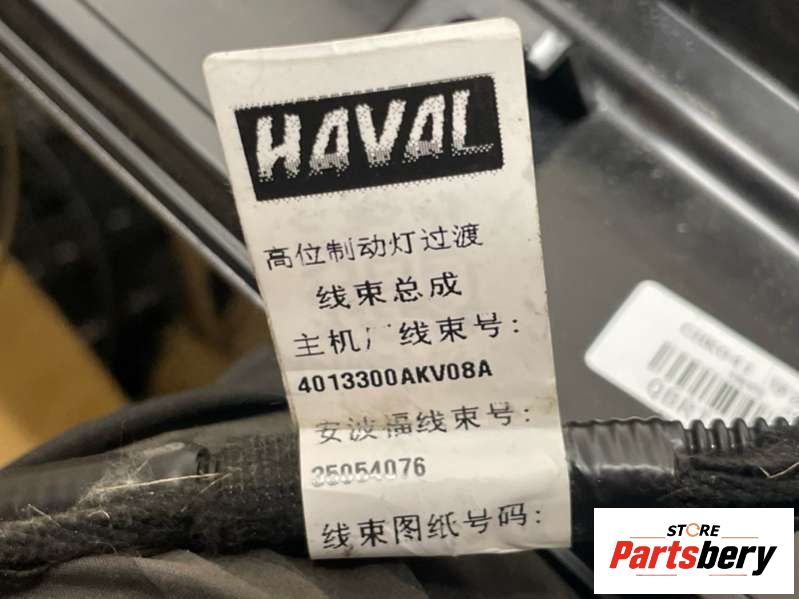 HAVAL
高位制动灯过渡
线束总成
主机厂线束号:
4013300AKV08A
安波福线束号:
35054076
线束图纸号码:
STORE
Partsbery